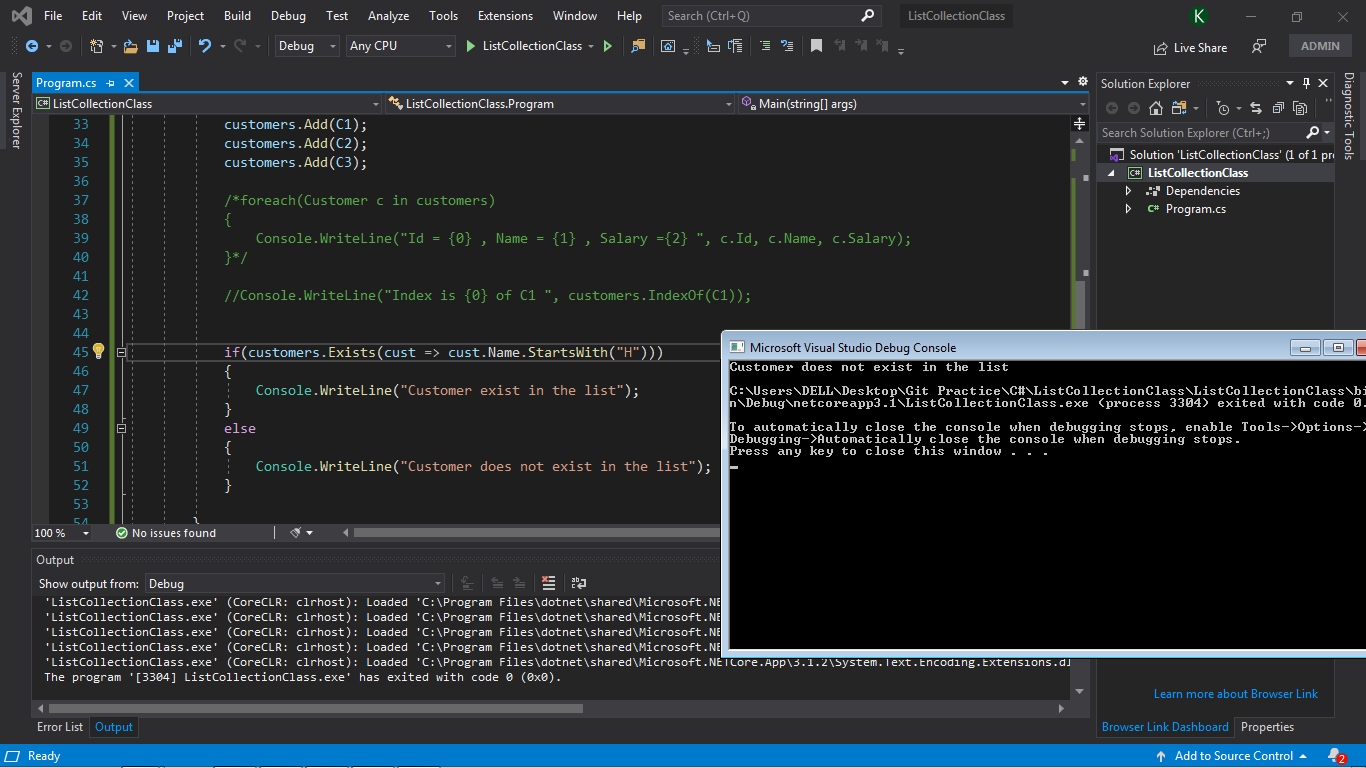 File Edit View Project Build Debug Test Analyze Tools Extensions Window Help Search (Ctrl+Q) ListCollectionClass K
Debug Any CPU ListCollectionClass Live Share ADMIN
Server Explorer
Program.cs
ListCollectionClass ListCollectionClass.Program Main(string[] args)
33 customers.Add(C1);
34 customers.Add(C2);
35 customers.Add(C3);
36
37 /*foreach(Customer c in customers)
38 {
39 Console.WriteLine("Id = {0} , Name = {1} , Salary ={2} ", c.Id, c.Name, c.Salary);
40 }*/
41
42 //Console.WriteLine("Index is {0} of C1 ", customers.IndexOf(C1));
43
44
45 if(customers.Exists(cust => cust.Name.StartsWith("H")))
46 {
47 Console.WriteLine("Customer exist in the list");
48 }
49 else
50 {
51 Console.WriteLine("Customer does not exist in the list");
52 }
53
54 }
100 % No issues found
Output
Show output from: Debug
'ListCollectionClass.exe' (CoreCLR: clrhost): Loaded 'C:\Program Files\dotnet\shared\Microsoft.NE
'ListCollectionClass.exe' (CoreCLR: clrhost): Loaded 'C:\Program Files\dotnet\shared\Microsoft.NE
'ListCollectionClass.exe' (CoreCLR: clrhost): Loaded 'C:\Program Files\dotnet\shared\Microsoft.NE
'ListCollectionClass.exe' (CoreCLR: clrhost): Loaded 'C:\Program Files\dotnet\shared\Microsoft.NE
'ListCollectionClass.exe' (CoreCLR: clrhost): Loaded 'C:\Program Files\dotnet\shared\Microsoft.NETCore.App\3.1.2\System.Text.Encoding.Extensions.dl
The program '[3304] ListCollectionClass.exe' has exited with code 0 (0x0).
Error List Output
Solution Explorer
Search Solution Explorer (Ctrl+;)
Solution 'ListCollectionClass' (1 of 1 pr
C# ListCollectionClass
Dependencies
C# Program.cs
Diagnostic Tools
Microsoft Visual Studio Debug Console
Customer does not exist in the list
C:\Users\DELL\Desktop\Git Practice\C#\ListCollectionClass\ListCollectionClass\bi
n\Debug\netcoreapp3.1\ListCollectionClass.exe (process 3304) exited with code 0.
To automatically close the console when debugging stops, enable Tools->Options->
Debugging->Automatically close the console when debugging stops.
Press any key to close this window . . .
Learn more about Browser Link
Browser Link Dashboard Properties
Ready Add to Source Control 2